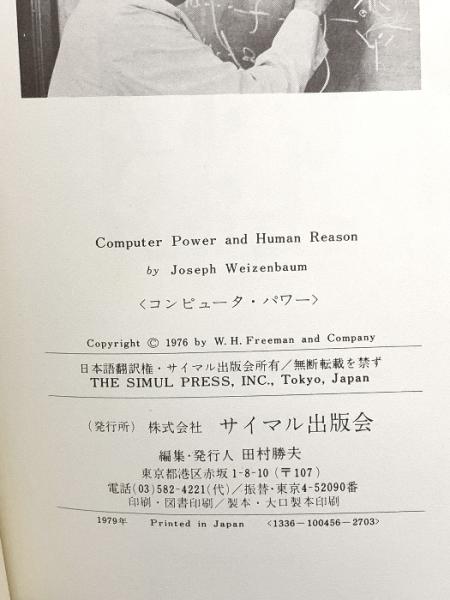 Computer Power and Human Reason
by Joseph Weizenbaum
〈コンピュータ・パワー〉
Copyright © 1976 by W. H. Freeman and Company
日本語翻訳権・サイマル出版会所有/無断転載を禁ず
THE SIMUL PRESS, INC., Tokyo, Japan
(発行所) 株式会社 サイマル出版会
編集・発行人 田村勝夫
東京都港区赤坂1-8-10(〒107)
電話(03)582-4221(代)/振替・東京4-52090番
印刷・図書印刷/製本・大口製本印刷
1979年 Printed in Japan <1336-100456-2703>